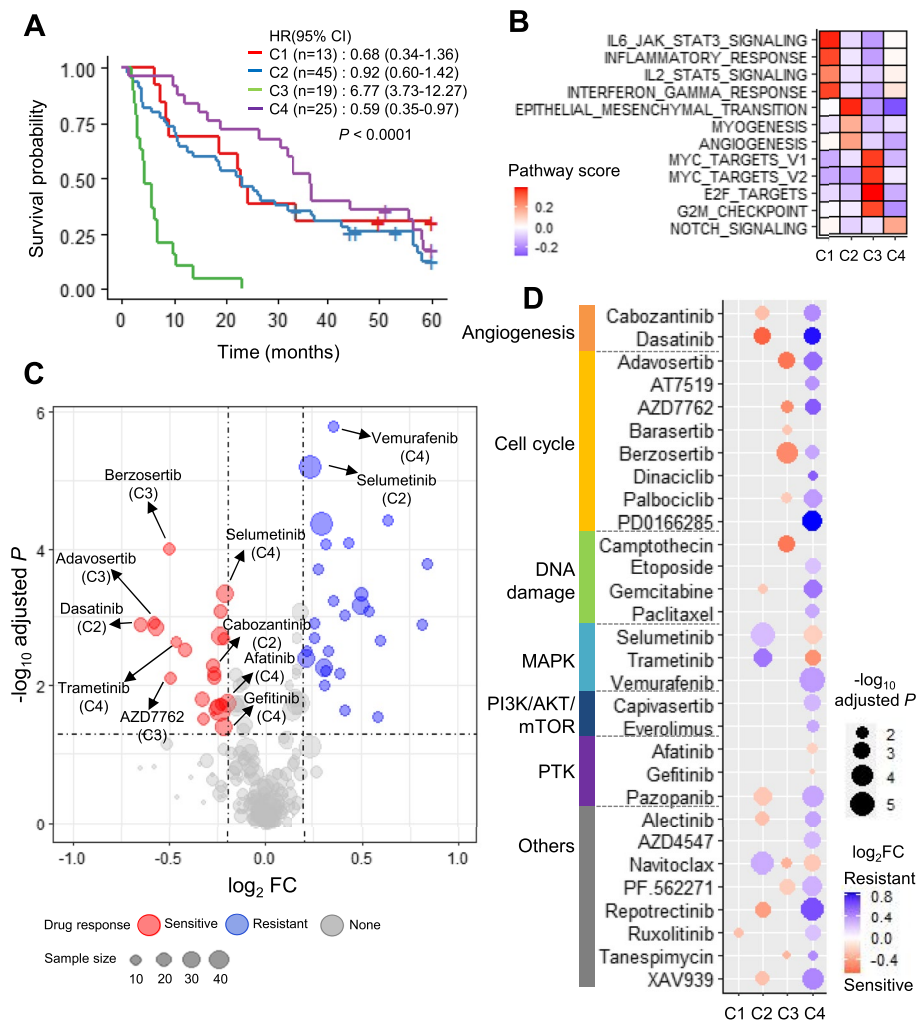 A
HR(95% CI)
C1 (n=13) : 0.68 (0.34-1.36)
C2 (n=45) : 0.92 (0.60-1.42)
C3 (n=19) : 6.77 (3.73-12.27)
C4 (n=25) : 0.59 (0.35-0.97)
P < 0.0001
Survival probability
1.00
0.75
0.50
0.25
0.00
0
10
20
30
40
50
60
Time (months)
B
IL6_JAK_STAT3_SIGNALING
INFLAMMATORY_RESPONSE
IL2_STAT5_SIGNALING
INTERFERON_GAMMA_RESPONSE
EPITHELIAL_MESENCHYMAL_TRANSITION
MYOGENESIS
ANGIOGENESIS
MYC_TARGETS_V1
MYC_TARGETS_V2
E2F_TARGETS
G2M_CHECKPOINT
NOTCH_SIGNALING
C1 C2 C3 C4
Pathway score
0.2
0.0
-0.2
C
-log10 adjusted P
6
4
2
0
Vemurafenib
(C4)
Selumetinib
(C2)
Berzosertib
(C3)
Selumetinib
(C4)
Adavosertib
(C3)
Dasatinib
(C2)
Cabozantinib
(C2)
Afatinib
(C4)
Trametinib
(C4)
Gefitinib
(C4)
AZD7762
(C3)
-1.0
-0.5
0.0
0.5
1.0
log2 FC
Drug response
Sensitive
Resistant
None
Sample size
10
20
30
40
D
Angiogenesis
Cell cycle
DNA
damage
MAPK
PI3K/AKT/
mTOR
PTK
Others
Cabozantinib
Dasatinib
Adavosertib
AT7519
AZD7762
Barasertib
Berzosertib
Dinaciclib
Palbociclib
PD0166285
Camptothecin
Etoposide
Gemcitabine
Paclitaxel
Selumetinib
Trametinib
Vemurafenib
Capivasertib
Everolimus
Afatinib
Gefitinib
Pazopanib
Alectinib
AZD4547
Navitoclax
PF.562271
Repotrectinib
Ruxolitinib
Tanespimycin
XAV939
C1 C2 C3 C4
-log10
adjusted P
2
3
4
5
log2FC
Resistant
0.8
0.4
0.0
-0.4
Sensitive